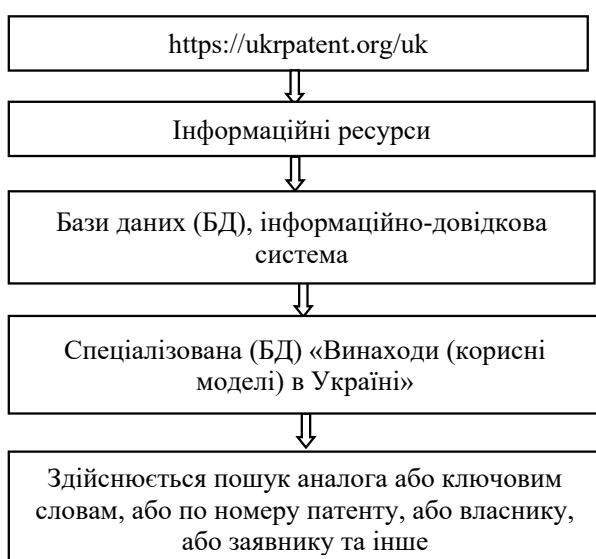 https://ukrpatent.org/uk
Інформаційні ресурси
Бази даних (БД), інформаційно-довідкова
система
Спеціалізована (БД) «Винаходи (корисні
моделі) в Україні»
Здійснюється пошук аналога або ключовим
словам, або по номеру патенту, або власнику,
або заявнику та інше